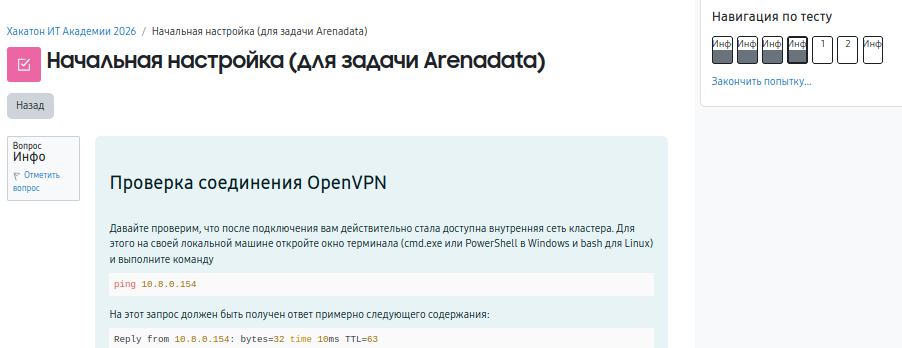 Хакатон ИТ Академии 2026 / Начальная настройка (для задачи Arenadata)
Начальная настройка (для задачи Arenadata)
Назад
Вопрос
Инфо
Отметить
вопрос
Проверка соединения OpenVPN
Давайте проверим, что после подключения вам действительно стала доступна внутренняя сеть кластера. Для
этого на своей локальной машине откройте окно терминала (cmd.exe или PowerShell в Windows и bash для Linux)
и выполните команду
ping 10.8.0.154
На этот запрос должен быть получен ответ примерно следующего содержания:
Reply from 10.8.0.154: bytes=32 time 10ms TTL=63
Навигация по тесту
Инф Инф Инф Инф 1 2 Инф
Закончить попытку...